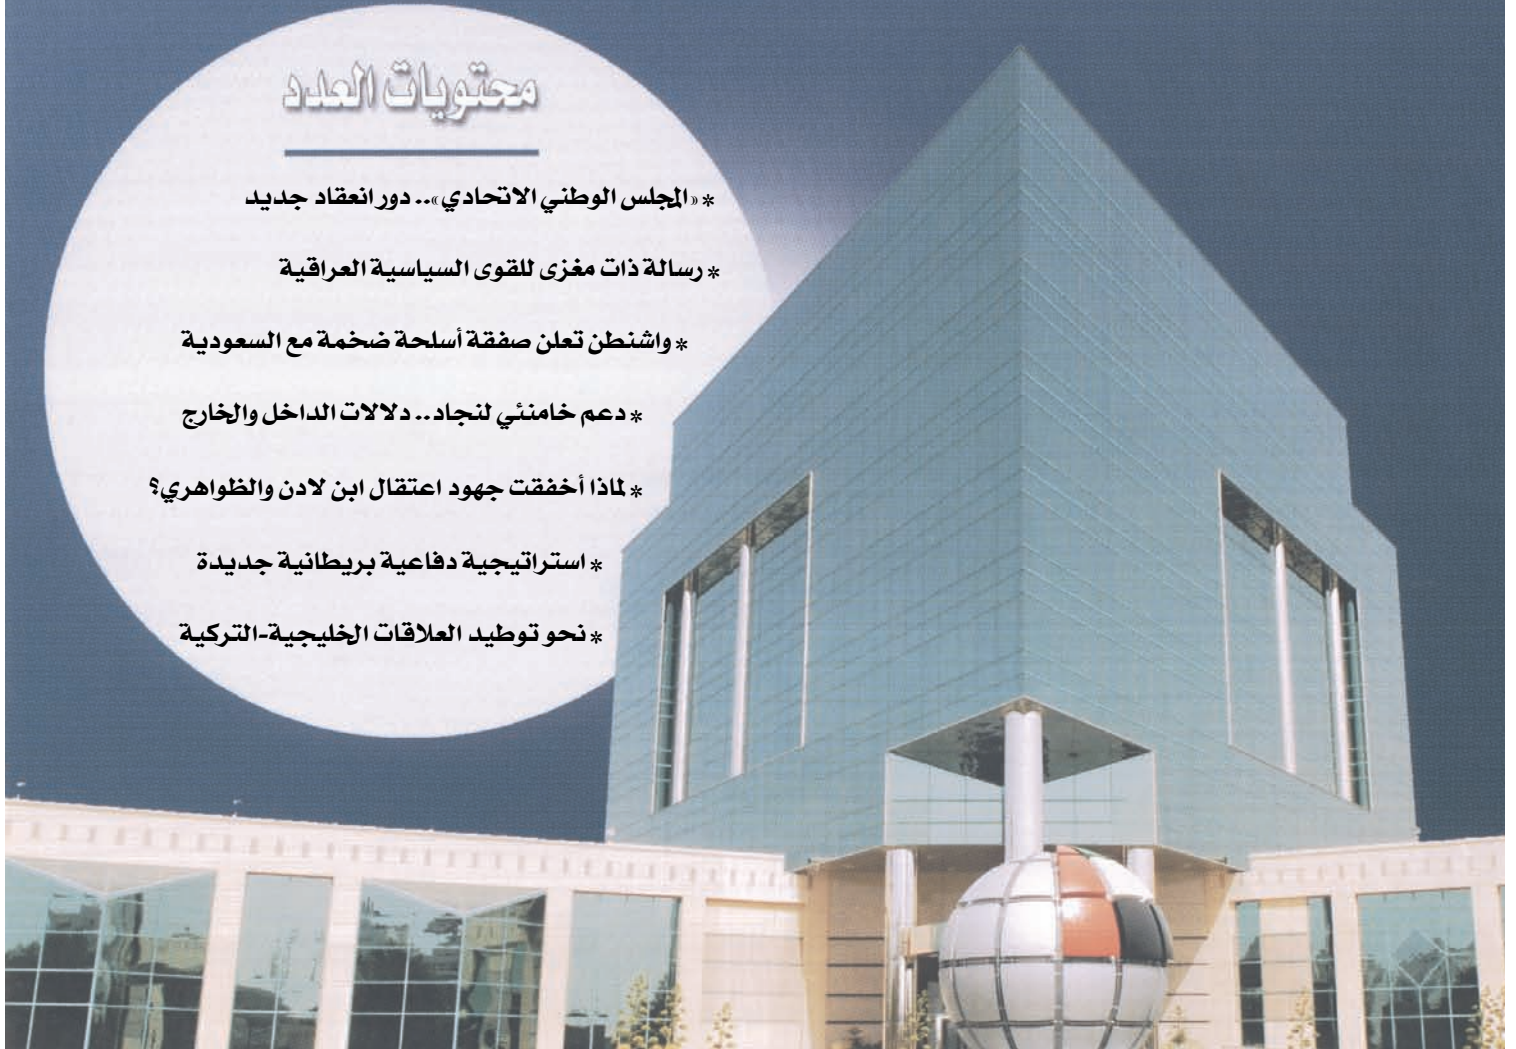 محتويات العدد
* «المجلس الوطني الاتحادي».. دور انعقاد جديد
* رسالة ذات مغزى للقوى السياسية العراقية
* واشنطن تعلن صفقة أسلحة ضخمة مع السعودية
* دعم خامنئي لنجاد.. دلالات الداخل والخارج
* لماذا أخفقت جهود اعتقال ابن لادن والظواهري؟
* استراتيجية دفاعية بريطانية جديدة
* نحو توطيد العلاقات الخليجية-التركية